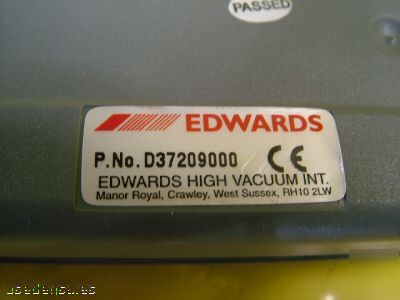 PASSED
EDWARDS
P.No. D37209000 CE
EDWARDS HIGH VACUUM INT.
Manor Royal, Crawley, West Sussex, RH10 2LW